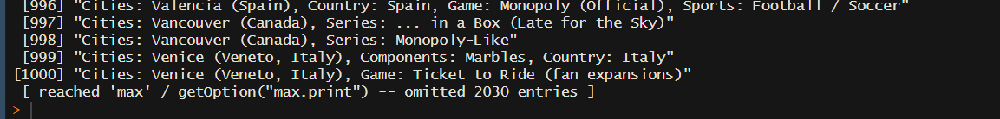 [996] "Cities: Valencia (Spain), Country: Spain, Game: Monopoly (Official), Sports: Football / Soccer"
[997] "Cities: Vancouver (Canada), Series: ... in a Box (Late for the Sky)"
[998] "Cities: Vancouver (Canada), Series: Monopoly-Like"
[999] "Cities: Venice (Veneto, Italy), Components: Marbles, Country: Italy"
[1000] "Cities: Venice (Veneto, Italy), Game: Ticket to Ride (fan expansions)"
[ reached 'max' / getOption("max.print") -- omitted 2030 entries ]
>